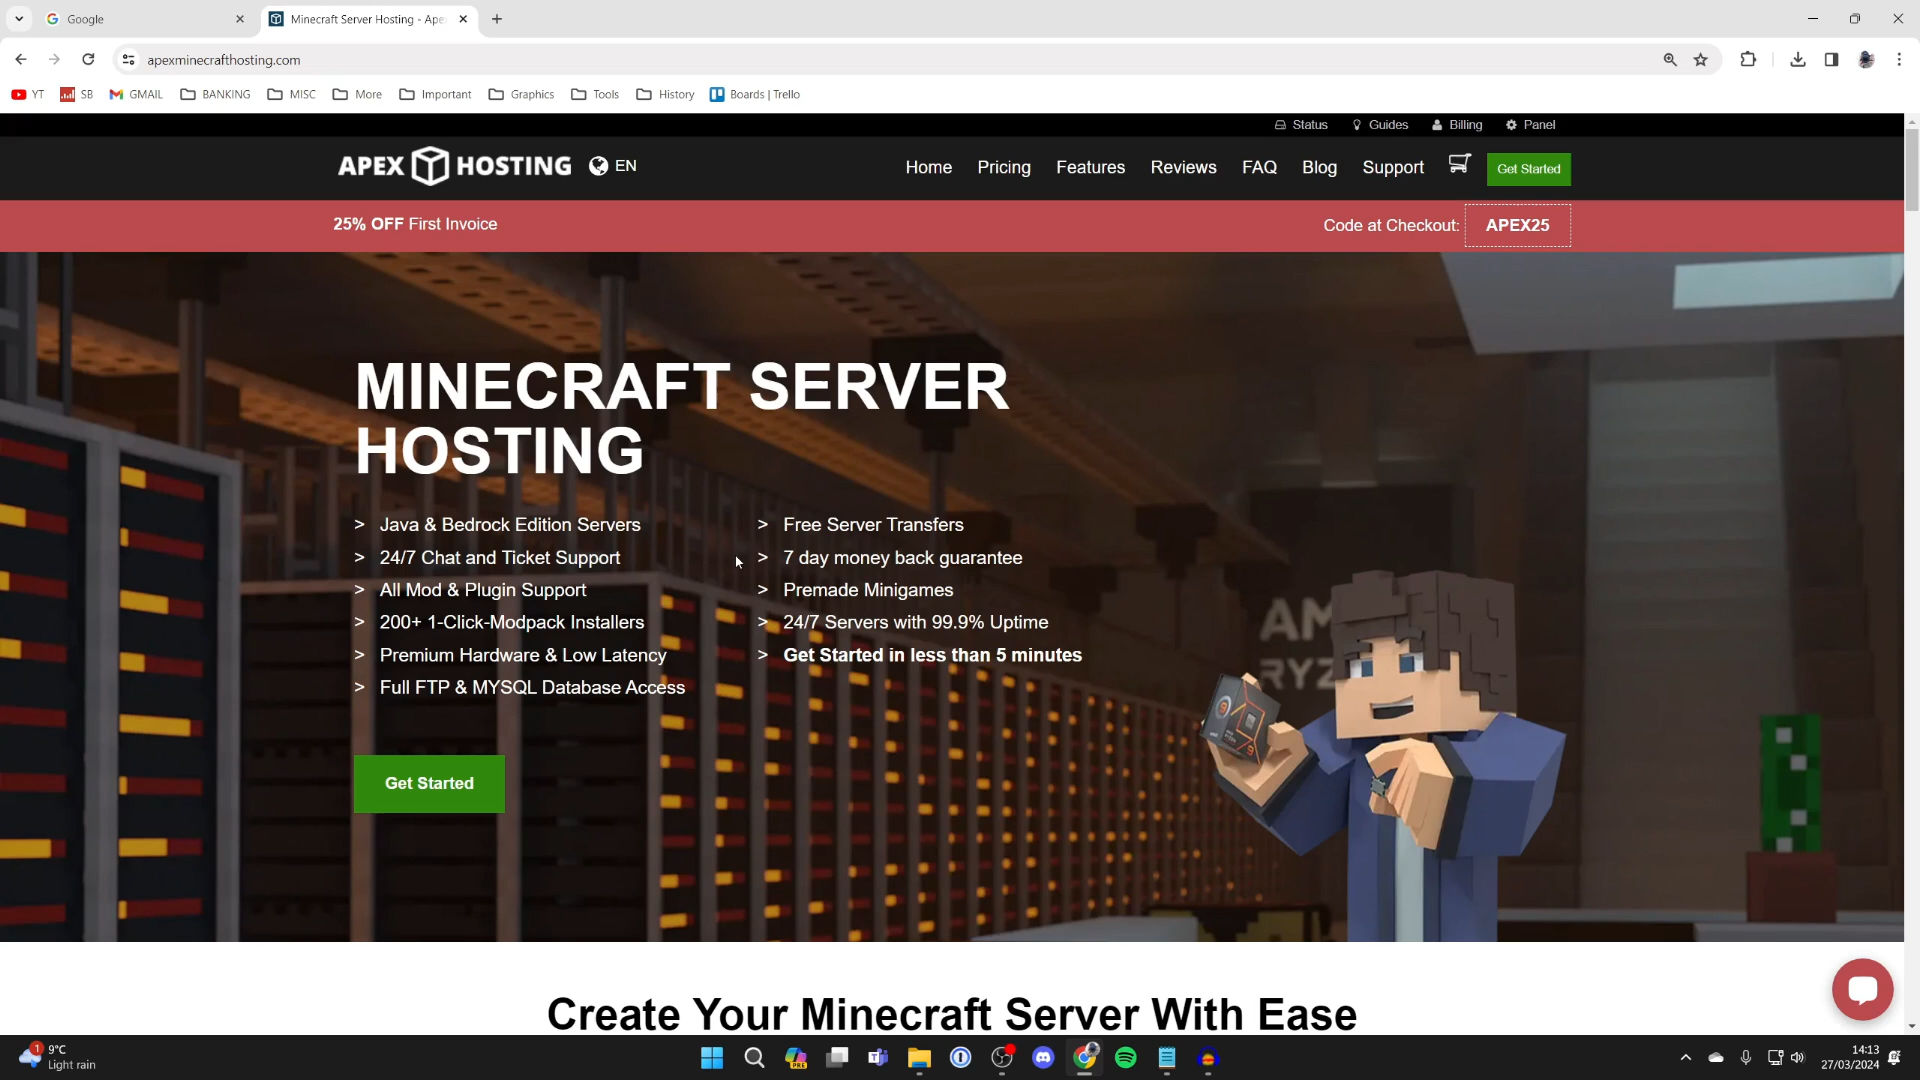 Google
Minecraft Server Hosting - Ape
apexminecrafthosting.com
YT
SB
GMAIL
BANKING
MISC
More
Important
Graphics
Tools
History
Boards | Trello
Status
Guides
Billing
Panel
APEX HOSTING
EN
Home
Pricing
Features
Reviews
FAQ
Blog
Support
Get Started
25% OFF First Invoice
Code at Checkout: APEX25
MINECRAFT SERVER
HOSTING
> Java & Bedrock Edition Servers
> 24/7 Chat and Ticket Support
> All Mod & Plugin Support
> 200+ 1-Click-Modpack Installers
> Premium Hardware & Low Latency
> Full FTP & MYSQL Database Access
> Free Server Transfers
> 7 day money back guarantee
> Premade Minigames
> 24/7 Servers with 99.9% Uptime
> Get Started in less than 5 minutes
AM
RYZ
Get Started
Create Your Minecraft Server With Ease
1
9°C
Light rain
PRE
14:13
27/03/2024